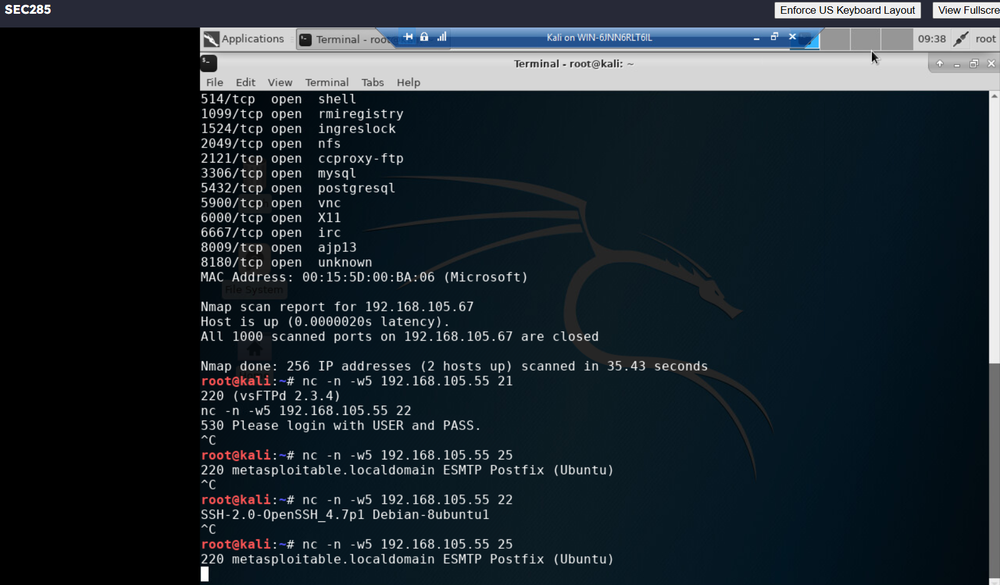 SEC285
Enforce US Keyboard Layout
View Fullscre
Applications
Terminal - roo
Kali on WIN-6JNN6RLT6IL
09:38
root
Terminal - root@kali: ~
File Edit View Terminal Tabs Help
514/tcp open shell
1099/tcp open rmiregistry
1524/tcp open ingreslock
2049/tcp open nfs
2121/tcp open ccproxy-ftp
3306/tcp open mysql
5432/tcp open postgresql
5900/tcp open vnc
6000/tcp open X11
6667/tcp open irc
8009/tcp open ajp13
8180/tcp open unknown
MAC Address: 00:15:5D:00:BA:06 (Microsoft)
File System
Nmap scan report for 192.168.105.67
Host is up (0.0000020s latency).
All 1000 scanned ports on 192.168.105.67 are closed
Nmap done: 256 IP addresses (2 hosts up) scanned in 35.43 seconds
root@kali:~# nc -n -w5 192.168.105.55 21
220 (vsFTPd 2.3.4)
nc -n -w5 192.168.105.55 22
530 Please login with USER and PASS.
^C
root@kali:~# nc -n -w5 192.168.105.55 25
220 metasploitable.localdomain ESMTP Postfix (Ubuntu)
^C
root@kali:~# nc -n -w5 192.168.105.55 22
SSH-2.0-OpenSSH_4.7p1 Debian-8ubuntu1
^C
root@kali:~# nc -n -w5 192.168.105.55 25
220 metasploitable.localdomain ESMTP Postfix (Ubuntu)